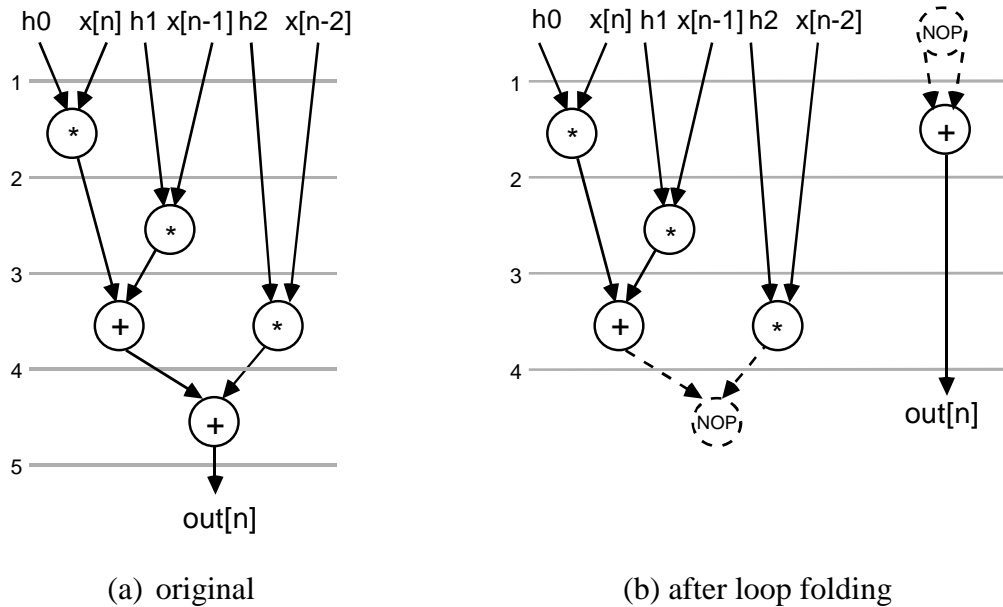 h0 x[n] h1 x[n-1] h2 x[n-2]
1
*
2
*
3
+ *
4
+
5
out[n]
(a) original
h0 x[n] h1 x[n-1] h2 x[n-2] NOP
1
* +
2
*
3
+ *
4
NOP out[n]
(b) after loop folding